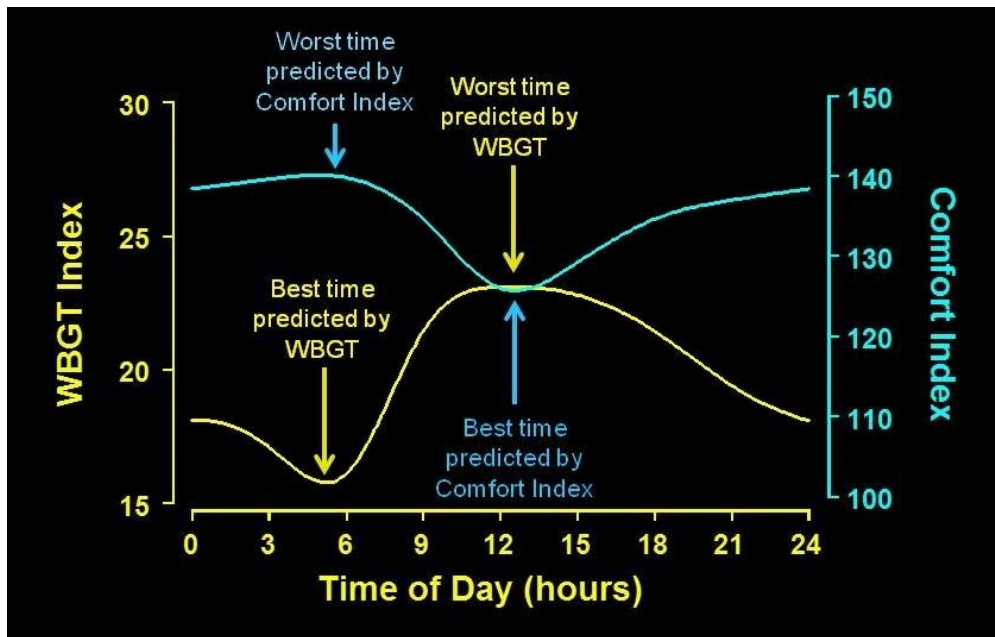 Worst time
predicted by
Comfort Index
Worst time
predicted by
WBGT
Best time
predicted by
WBGT
Best time
predicted by
Comfort Index
WBGT Index
30
25
20
15
Comfort Index
150
140
130
120
110
100
0 3 6 9 12 15 18 21 24
Time of Day (hours)